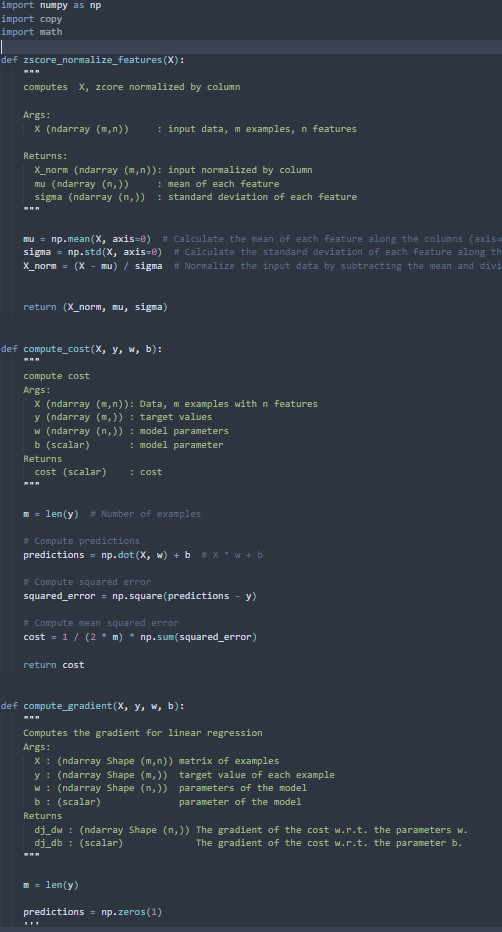 import numpy as np
import copy
import math
def zscore_normalize_features(X):
"""
computes  X, zcore normalized by column
Args:
X (ndarray (m,n))     : input data, m examples, n features
Returns:
X_norm (ndarray (m,n)): input normalized by column
mu (ndarray (n,))     : mean of each feature
sigma (ndarray (n,))  : standard deviation of each feature
"""
mu = np.mean(X, axis=0)  # Calculate the mean of each feature along the columns (axis=
sigma = np.std(X, axis=0)  # Calculate the standard deviation of each feature along th
X_norm = (X - mu) / sigma  # Normalize the input data by subtracting the mean and divi
return (X_norm, mu, sigma)
def compute_cost(X, y, w, b):
"""
compute cost
Args:
X (ndarray (m,n)): Data, m examples with n features
y (ndarray (m,)) : target values
w (ndarray (n,)) : model parameters
b (scalar)       : model parameter
Returns
cost (scalar)    : cost
"""
m = len(y)  # Number of examples
# Compute predictions
predictions = np.dot(X, w) + b  # X * w + b
# Compute squared error
squared_error = np.square(predictions - y)
# Compute mean squared error
cost = 1 / (2 * m) * np.sum(squared_error)
return cost
def compute_gradient(X, y, w, b):
"""
Computes the gradient for linear regression
Args:
X : (ndarray Shape (m,n)) matrix of examples
y : (ndarray Shape (m,))  target value of each example
w : (ndarray Shape (n,))  parameters of the model
b : (scalar)              parameter of the model
Returns
dj_dw : (ndarray Shape (n,)) The gradient of the cost w.r.t. the parameters w.
dj_db : (scalar)             The gradient of the cost w.r.t. the parameter b.
"""
m = len(y)
predictions = np.zeros(1)
'''